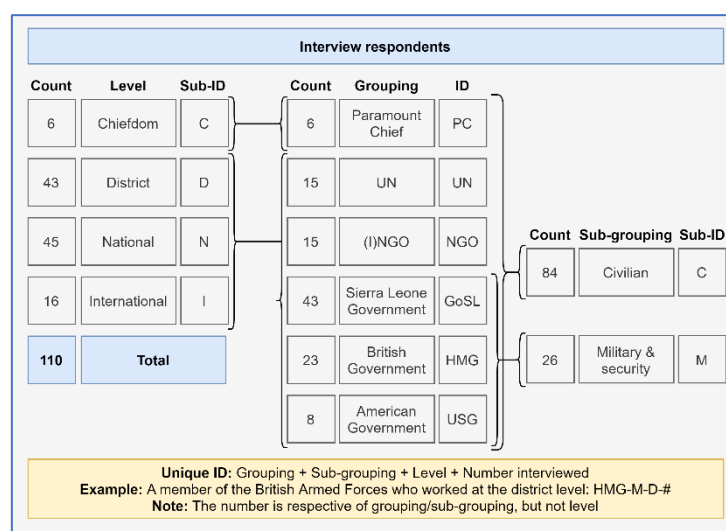 Interview respondents
Count Level Sub-ID
6 Chiefdom C
43 District D
45 National N
16 International I
110 Total
Count Grouping ID
6 Paramount Chief PC
15 UN UN
15 (I)NGO NGO
43 Sierra Leone Government GoSL
23 British Government HMG
8 American Government USG
Count Sub-grouping Sub-ID
84 Civilian C
26 Military & security M
Unique ID: Grouping + Sub-grouping + Level + Number interviewed
Example: A member of the British Armed Forces who worked at the district level: HMG-M-D-#
Note: The number is respective of grouping/sub-grouping, but not level